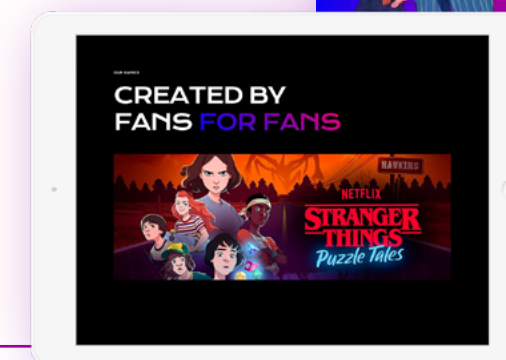 OUR GAMES
CREATED BY
FANS FOR FANS
HAWKINS
NETFLIX
STRANGER
THINGS
Puzzle Tales